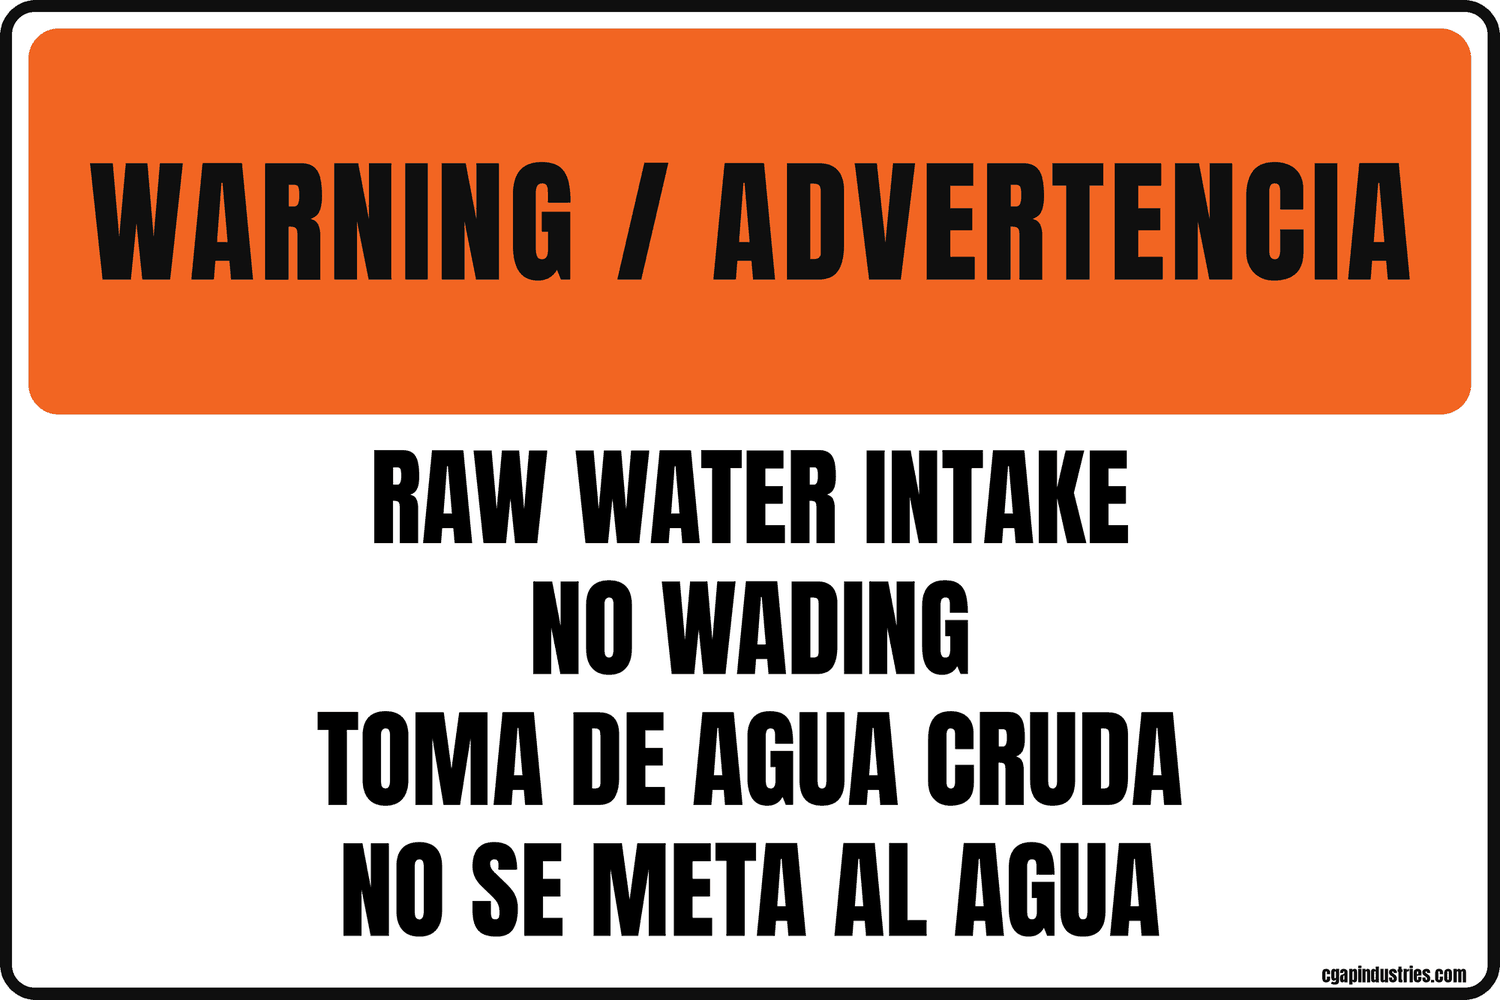 WARNING / ADVERTENCIA
RAW WATER INTAKE
NO WADING
TOMA DE AGUA CRUDA
NO SE META AL AGUA
cgapindustries.com